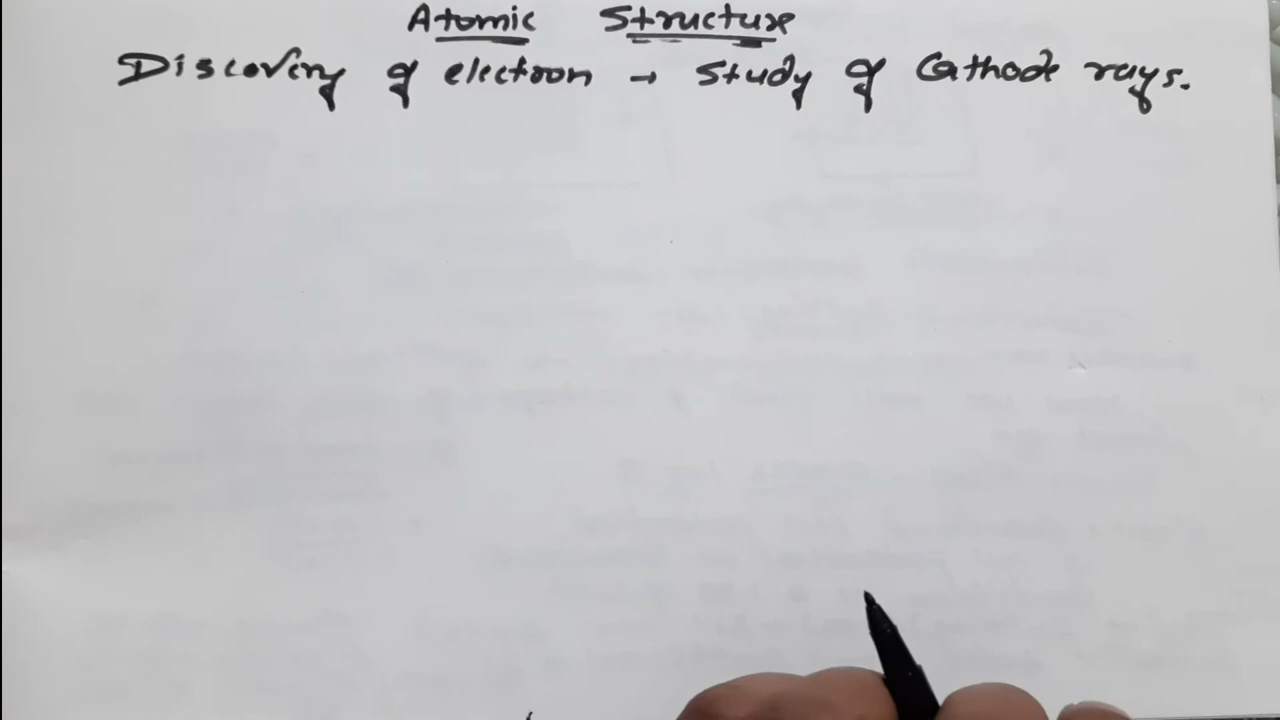 Atomic Structure
Discovery of electron → Study of Cathode rays.